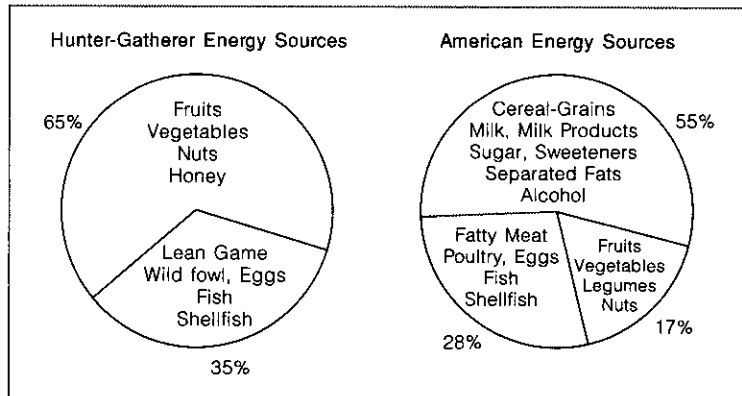 Hunter-Gatherer Energy Sources
65%
Fruits
Vegetables
Nuts
Honey
Lean Game
Wild fowl, Eggs
Fish
Shellfish
35%
American Energy Sources
Cereal-Grains
55%
Milk, Milk Products
Sugar, Sweeteners
Separated Fats
Alcohol
Fatty Meat
Poultry, Eggs
Fish
Shellfish
28%
Fruits
Vegetables
Legumes
Nuts
17%